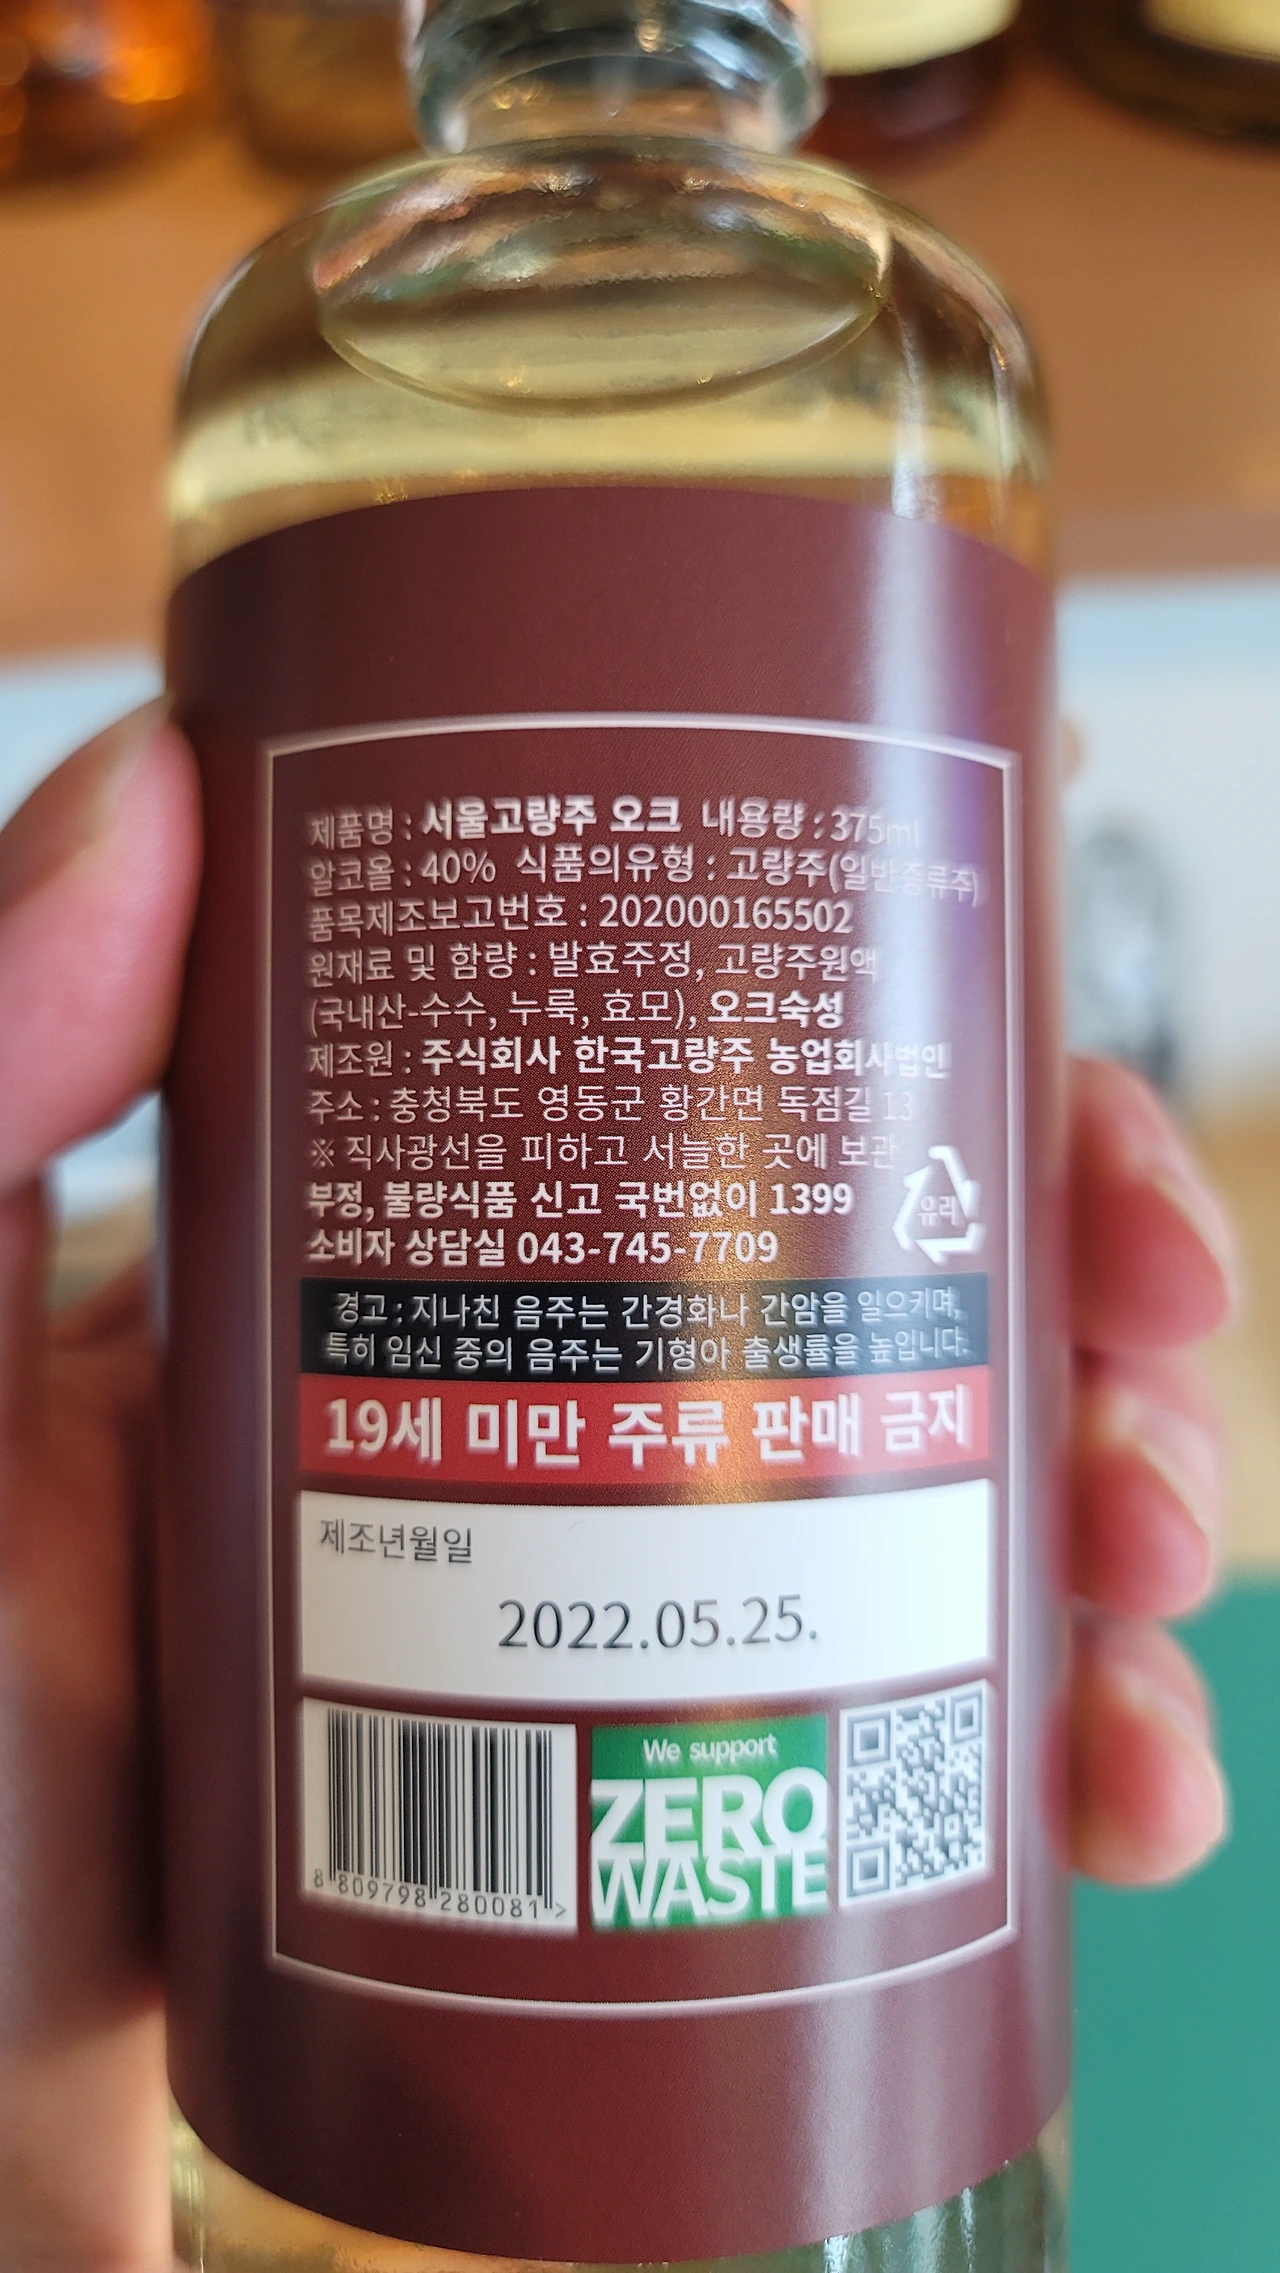 제품명 : 서울고량주 오크 내용량 : 375ml
알코올 : 40% 식품의유형 : 고량주(일반증류주)
품목제조보고번호 : 202000165502
원재료 및 함량 : 발효주정, 고량주원액
(국내산-수수, 누룩, 효모), 오크숙성
제조원 : 주식회사 한국고량주 농업회사법인
주소 : 충청북도 영동군 황간면 독점길 13
※ 직사광선을 피하고 서늘한 곳에 보관
부정, 불량식품 신고 국번없이 1399
유리
소비자 상담실 043-745-7709
경고 : 지나친 음주는 간경화나 간암을 일으키며,
특히 임신 중의 음주는 기형아 출생률을 높입니다.
19세 미만 주류 판매 금지
제조년월일
2022.05.25.
We support
ZERO
WASTE
8 809798 280081 >